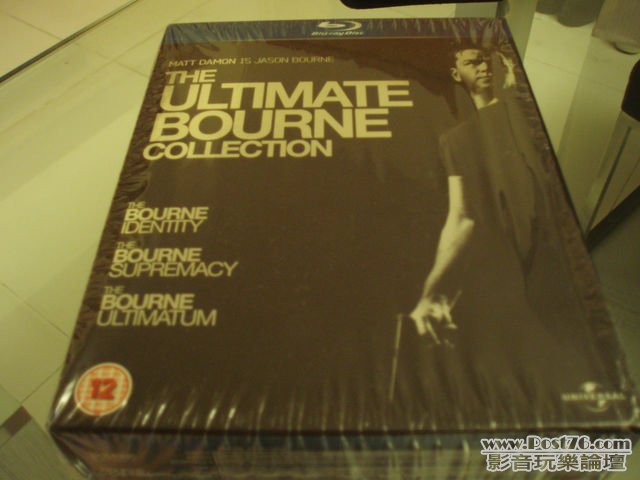 Blu-ray Disc
MATT DAMON IS JASON BOURNE
THE
ULTIMATE
BOURNE
COLLECTION
THE
BOURNE
IDENTITY
THE
BOURNE
SUPREMACY
THE
BOURNE
ULTIMATUM
12
UNIVERSAL
www.Post76.com
影音玩樂論壇